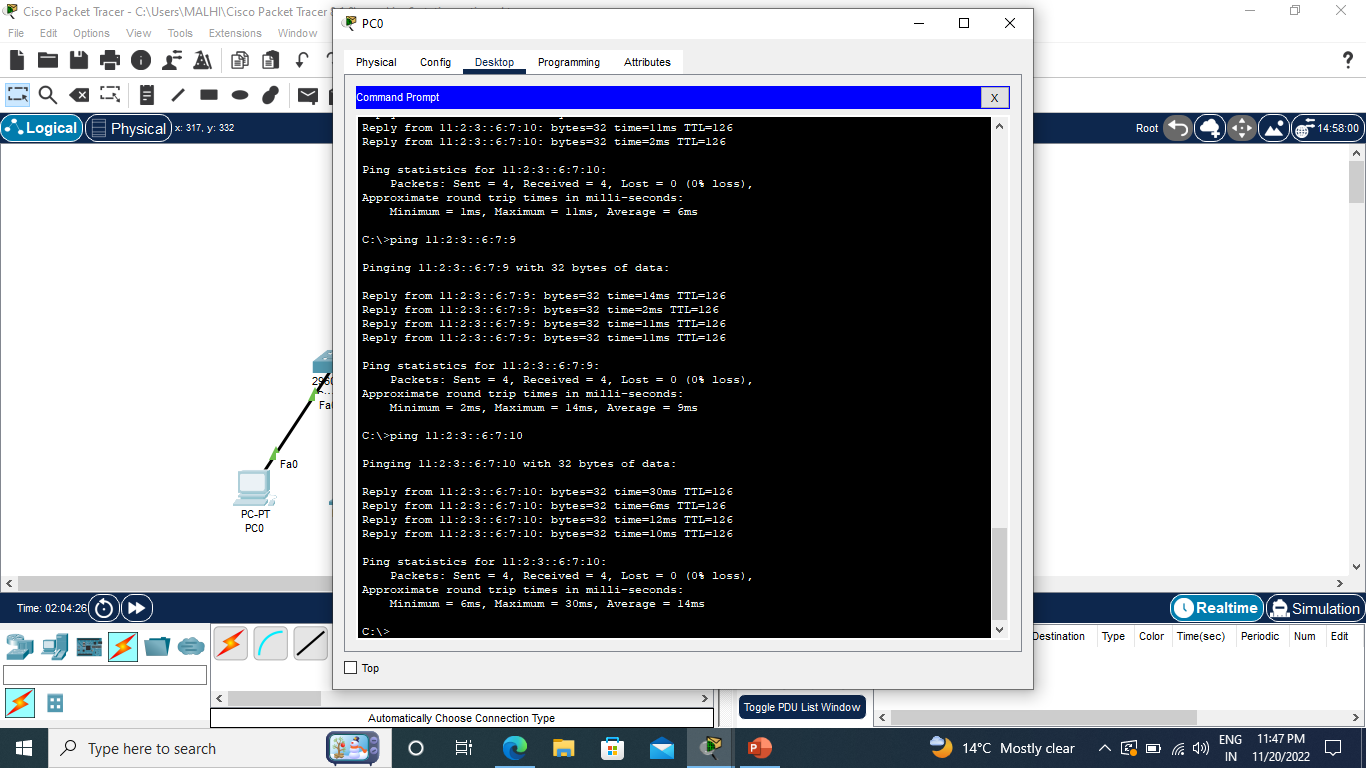 Cisco Packet Tracer - C:\Users\MALHI\Cisco Packet Tracer
PC0
File Edit Options View Tools Extensions Window
Physical Config Desktop Programming Attributes
Command Prompt X
Logical Physical x: 317, y: 332
Root 14:58:00
Reply from 11:2:3::6:7:10: bytes=32 time=11ms TTL=126
Reply from 11:2:3::6:7:10: bytes=32 time=2ms TTL=126
Ping statistics for 11:2:3::6:7:10:
Packets: Sent = 4, Received = 4, Lost = 0 (0% loss),
Approximate round trip times in milli-seconds:
Minimum = 1ms, Maximum = 11ms, Average = 6ms
C:\>ping 11:2:3::6:7:9
Pinging 11:2:3::6:7:9 with 32 bytes of data:
Reply from 11:2:3::6:7:9: bytes=32 time=14ms TTL=126
Reply from 11:2:3::6:7:9: bytes=32 time=2ms TTL=126
Reply from 11:2:3::6:7:9: bytes=32 time=11ms TTL=126
Reply from 11:2:3::6:7:9: bytes=32 time=11ms TTL=126
Ping statistics for 11:2:3::6:7:9:
Packets: Sent = 4, Received = 4, Lost = 0 (0% loss),
Approximate round trip times in milli-seconds:
Minimum = 2ms, Maximum = 14ms, Average = 9ms
C:\>ping 11:2:3::6:7:10
Pinging 11:2:3::6:7:10 with 32 bytes of data:
Reply from 11:2:3::6:7:10: bytes=32 time=30ms TTL=126
Reply from 11:2:3::6:7:10: bytes=32 time=6ms TTL=126
Reply from 11:2:3::6:7:10: bytes=32 time=12ms TTL=126
Reply from 11:2:3::6:7:10: bytes=32 time=10ms TTL=126
Ping statistics for 11:2:3::6:7:10:
Packets: Sent = 4, Received = 4, Lost = 0 (0% loss),
Approximate round trip times in milli-seconds:
Minimum = 6ms, Maximum = 30ms, Average = 14ms
C:\>
Top
Fa0
PC-PT
PC0
Time: 02:04:26
Realtime Simulation
Destination Type Color Time(sec) Periodic Num Edit
Automatically Choose Connection Type
Toggle PDU List Window
Type here to search
14°C Mostly clear
ENG
IN
11:47 PM
11/20/2022